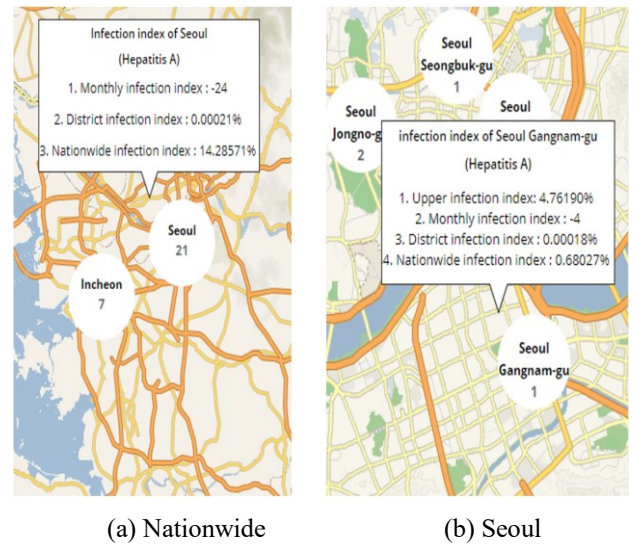 Infection index of Seoul
(Hepatitis A)
1. Monthly infection index : -24
2. District infection index : 0.00021%
3. Nationwide infection index : 14.28571%
Seoul
21
Incheon
7
(a) Nationwide
Seoul
Seongbuk-gu
1
Seoul
Jongno-g
2
Seoul
infection index of Seoul Gangnam-gu
(Hepatitis A)
1. Upper infection index: 4.76190%
2. Monthly infection index : -4
3. District infection index : 0.00018%
4. Nationwide infection index : 0.68027%
Seoul
Gangnam-gu
1
(b) Seoul